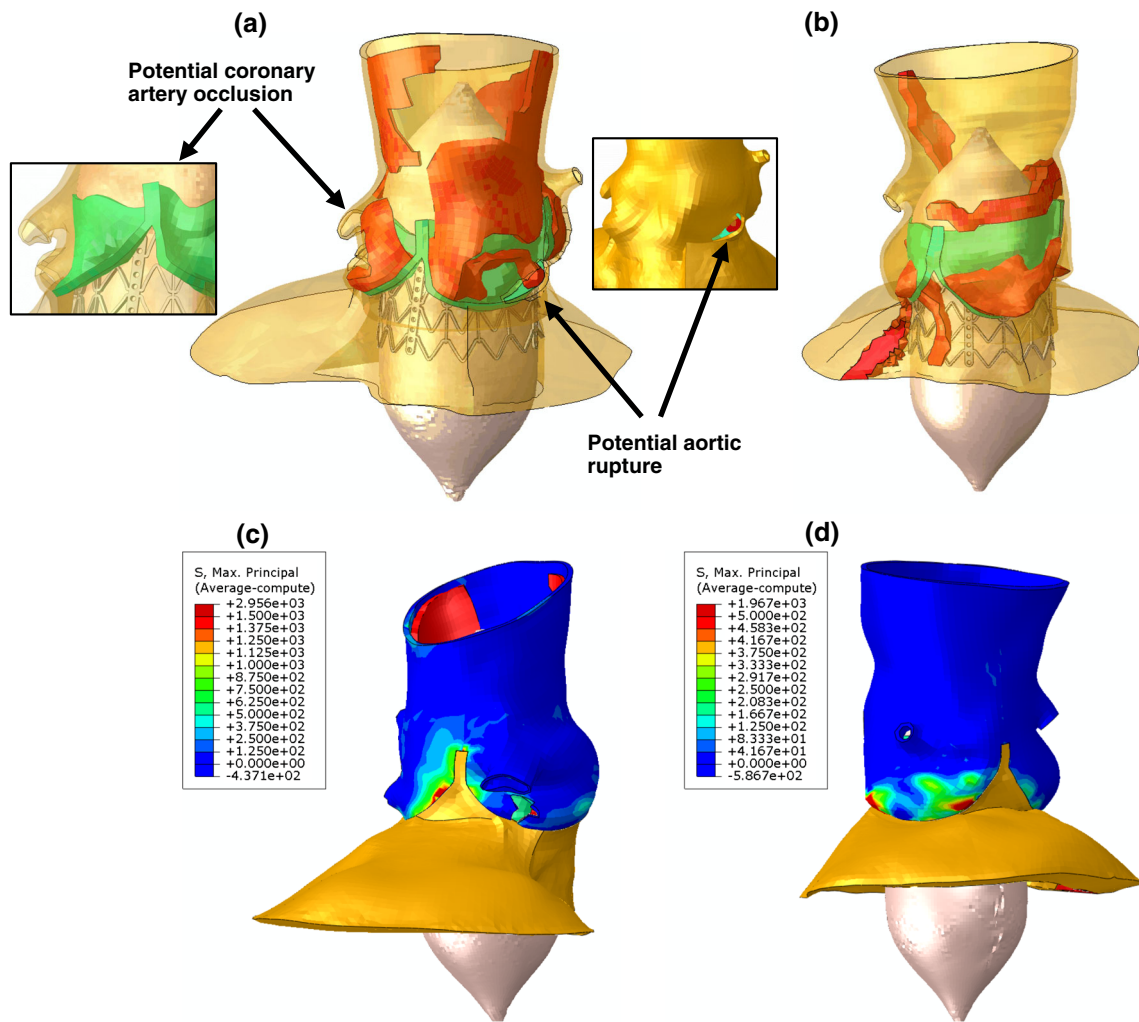 (a)
(b)
Potential coronary
artery occlusion
Potential aortic
rupture
(c)
(d)
S, Max. Principal
(Average-compute)
+2.956e+03
+1.500e+03
+1.375e+03
+1.250e+03
+1.125e+03
+1.000e+03
+8.750e+02
+7.500e+02
+6.250e+02
+5.000e+02
+3.750e+02
+2.500e+02
+1.250e+02
+0.000e+00
-4.371e+02
S, Max. Principal
(Average-compute)
+1.967e+03
+5.000e+02
+4.583e+02
+4.167e+02
+3.750e+02
+3.333e+02
+2.917e+02
+2.500e+02
+2.083e+02
+1.667e+02
+1.250e+02
+8.333e+01
+4.167e+01
+0.000e+00
-5.867e+02